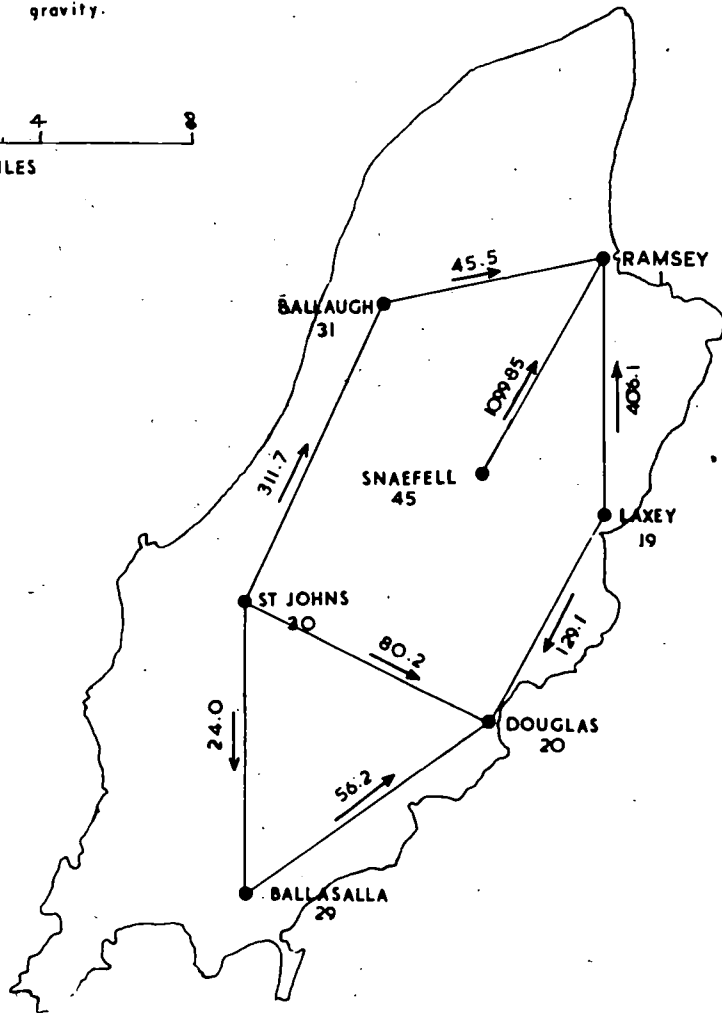 gravity.
4
8
ILES
45.5
RAMSEY
BALLAUGH
31
1099.85
406.1
311.7
SNAEFELL
45
LAXEY
19
ST JOHNS
30
129.1
80.2
24.0
DOUGLAS
20
56.2
BALLASALLA
29